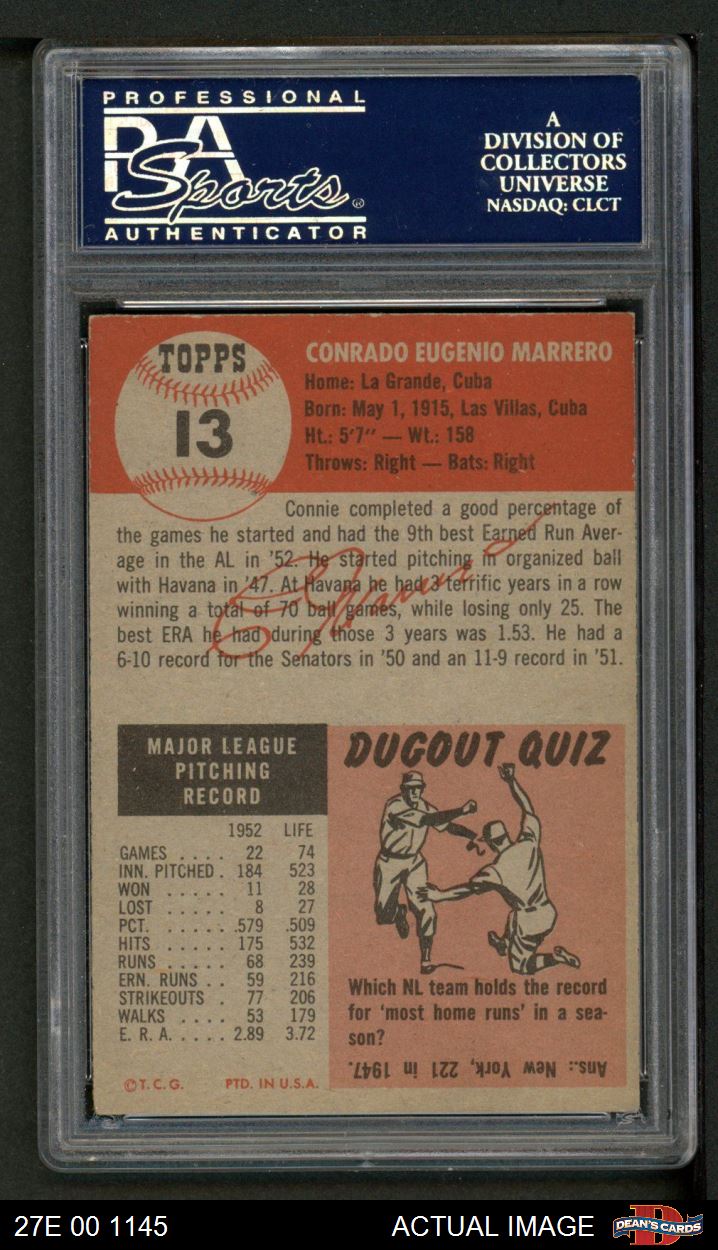 PROFESSIONAL
PSA
Sports®
AUTHENTICATOR
A
DIVISION OF
COLLECTORS
UNIVERSE
NASDAQ: CLCT
TOPPS
13
CONRADO EUGENIO MARRERO
Home: La Grande, Cuba
Born: May 1, 1915, Las Villas, Cuba
Ht.: 5'7" — Wt.: 158
Throws: Right — Bats: Right
Connie completed a good percentage of
the games he started and had the 9th best Earned Run Aver-
age in the AL in '52. He started pitching in organized ball
with Havana in '47. At Havana he had 3 terrific years in a row
winning a total of 70 ball games, while losing only 25. The
best ERA he had during those 3 years was 1.53. He had a
6-10 record for the Senators in '50 and an 11-9 record in '51.
MAJOR LEAGUE
PITCHING
RECORD
1952 LIFE
GAMES . . . . 22 74
INN. PITCHED . 184 523
WON . . . . . 11 28
LOST . . . . . 8 27
PCT. . . . . . .579 .509
HITS . . . . . 175 532
RUNS . . . . . 68 239
ERN. RUNS . . 59 216
STRIKEOUTS . 77 206
WALKS . . . . 53 179
E. R. A. . . . . . 2.89 3.72
© T. C. G. PTD. IN U.S.A.
DUGOUT QUIZ
Which NL team holds the record
for 'most home runs' in a sea-
son?
Ans.: New York, 221 in 1947.
27E 00 1145
ACTUAL IMAGE
DEAN'S CARDS